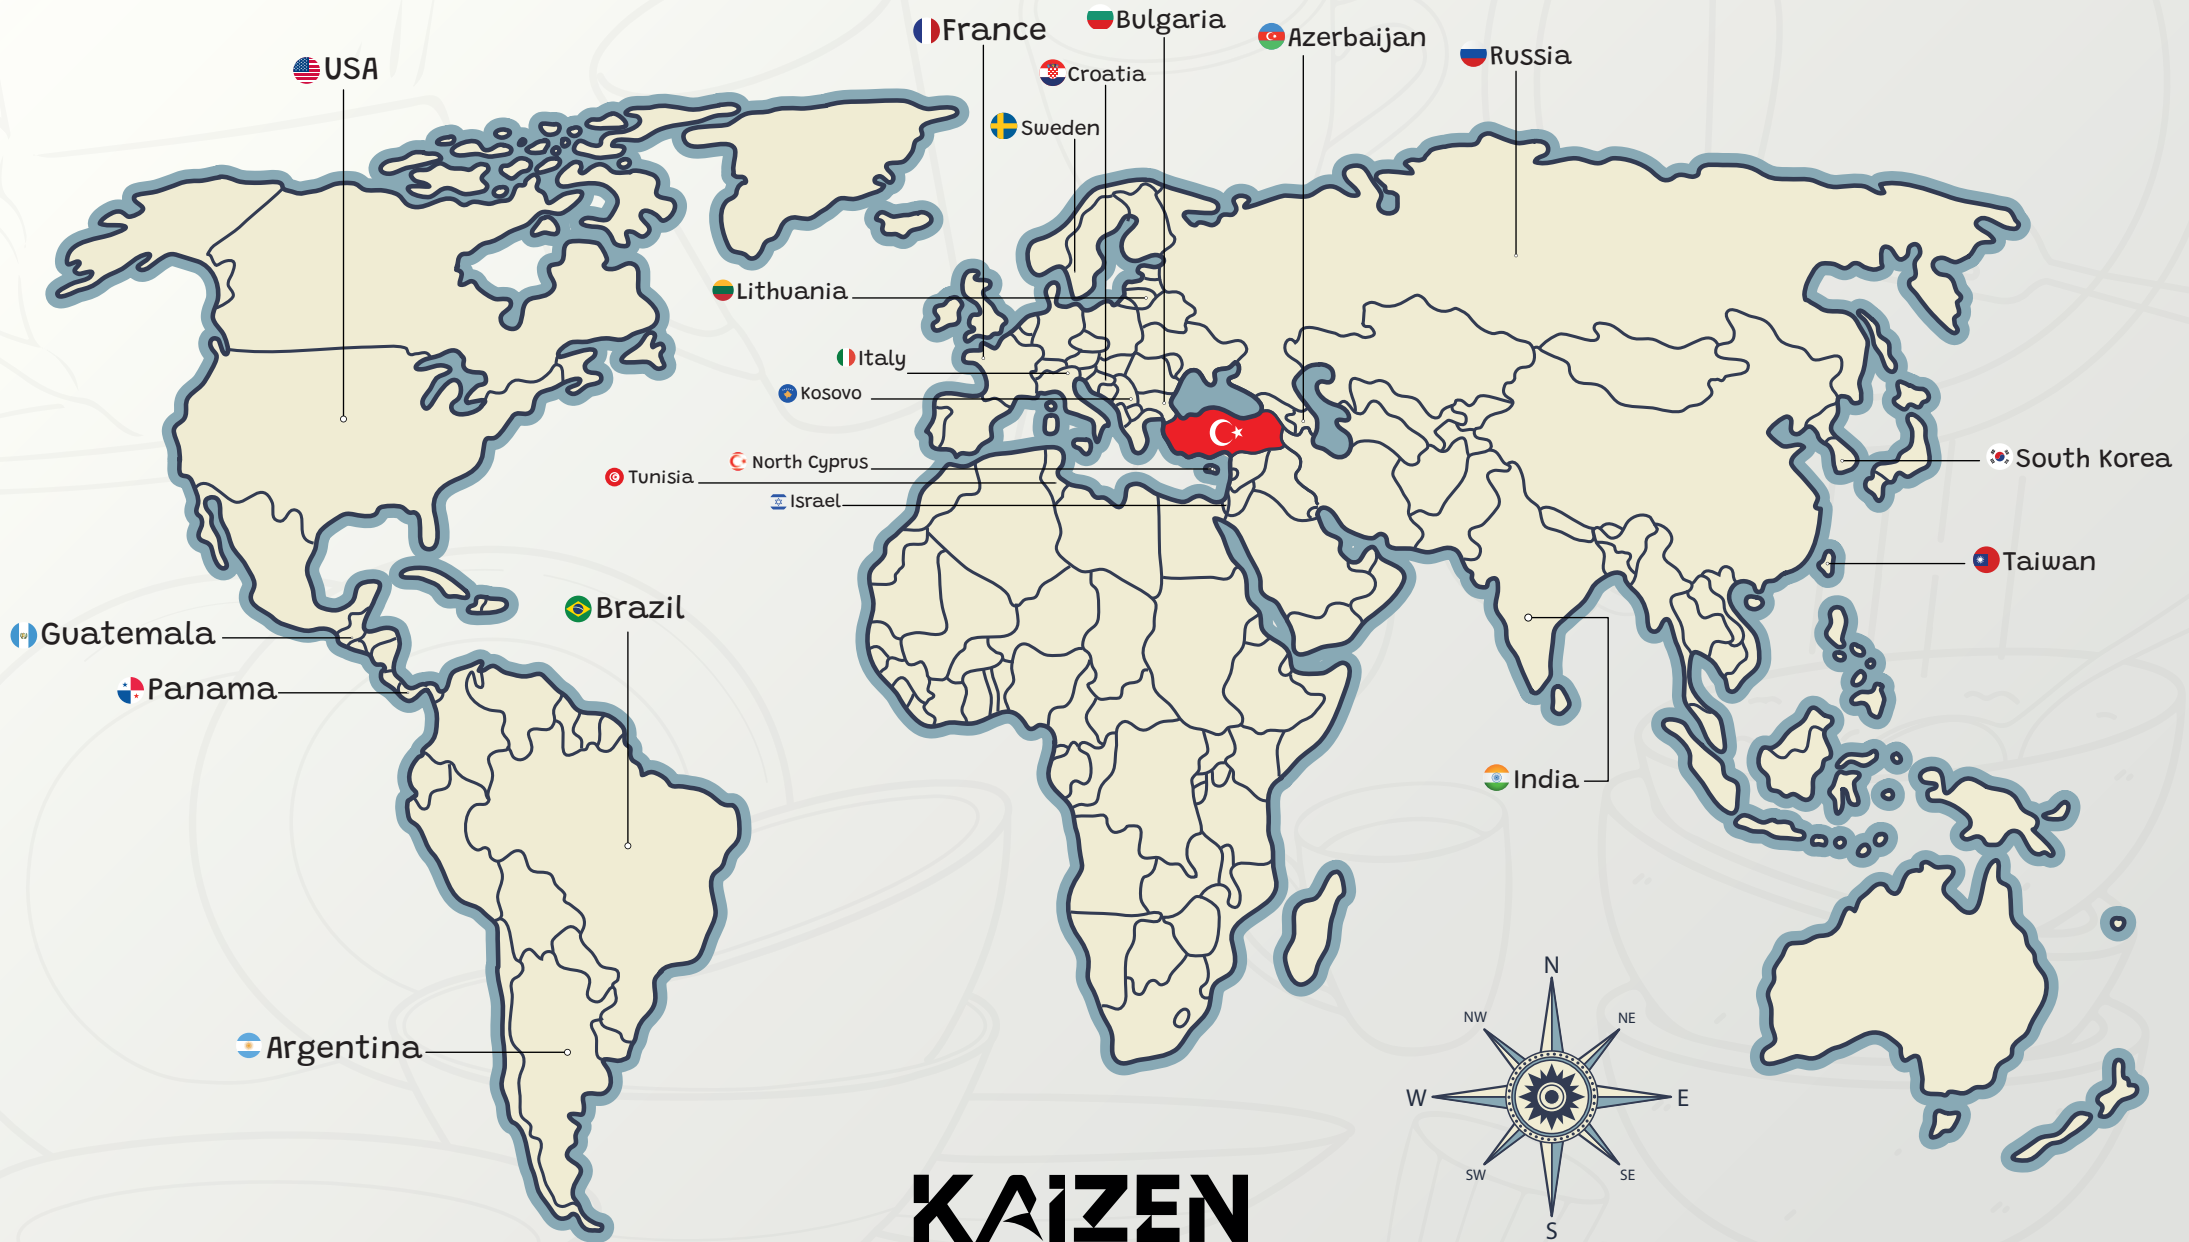 USA
France
Bulgaria
Azerbaijan
Russia
Croatia
Sweden
Lithuania
Italy
Kosovo
North Cyprus
Tunisia
Israel
South Korea
Taiwan
Guatemala
Brazil
Panama
India
Argentina
N
NW
NE
W
E
SW
SE
S
KAiZEN